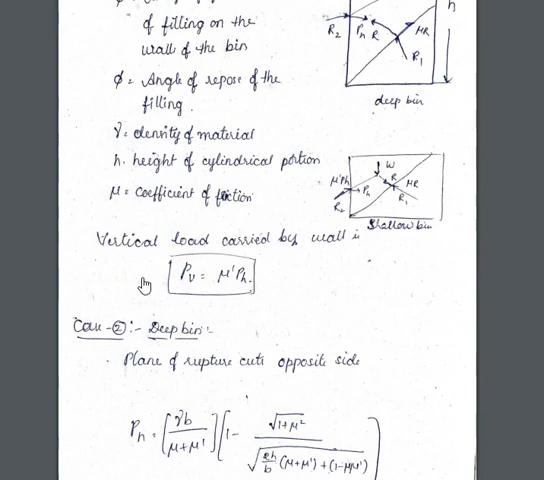 of filling on the
wall of the bin
φ = Angle of repose of the
filling.
γ = density of material
h. height of cylindrical portion
μ = coefficient of friction
R2 Ph R μR
R1
h
deep bin
μ'Ph
R2
Ph
W
R μR
R1
Shallow bin
Vertical load carried by wall is
Pv = μ'Ph.
Case-②:- Deep bin:-
Plane of rupture cuts opposite side
Ph = [γb / μ+μ'] [1 - √1+μ² / √2h/b (μ+μ') + (1-μμ')]